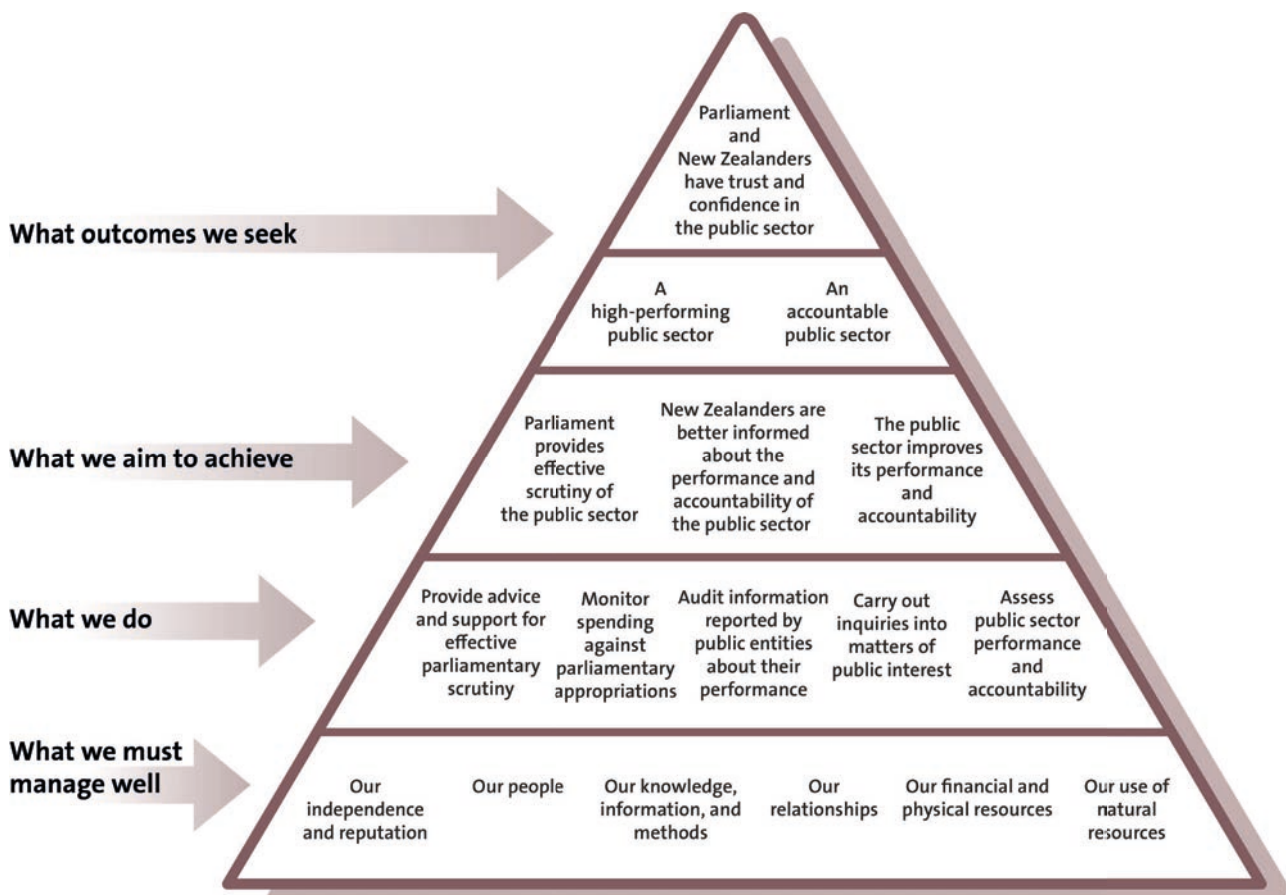 Parliament
and
New Zealanders
have trust and
confidence in
the public sector
What outcomes we seek
A
high-performing
public sector
An
accountable
public sector
What we aim to achieve
Parliament
provides
effective
scrutiny of
the public sector
New Zealanders are
better informed
about the
performance and
accountability of
the public sector
The public
sector improves
its performance
and
accountability
What we do
Provide advice
and support for
effective
parliamentary
scrutiny
Monitor
spending
against
parliamentary
appropriations
Audit information
reported by
public entities
about their
performance
Carry out
inquiries into
matters of
public interest
Assess
public sector
performance
and
accountability
What we must
manage well
Our
independence
and reputation
Our people
Our knowledge,
information, and
methods
Our
relationships
Our financial and
physical resources
Our use of
natural
resources